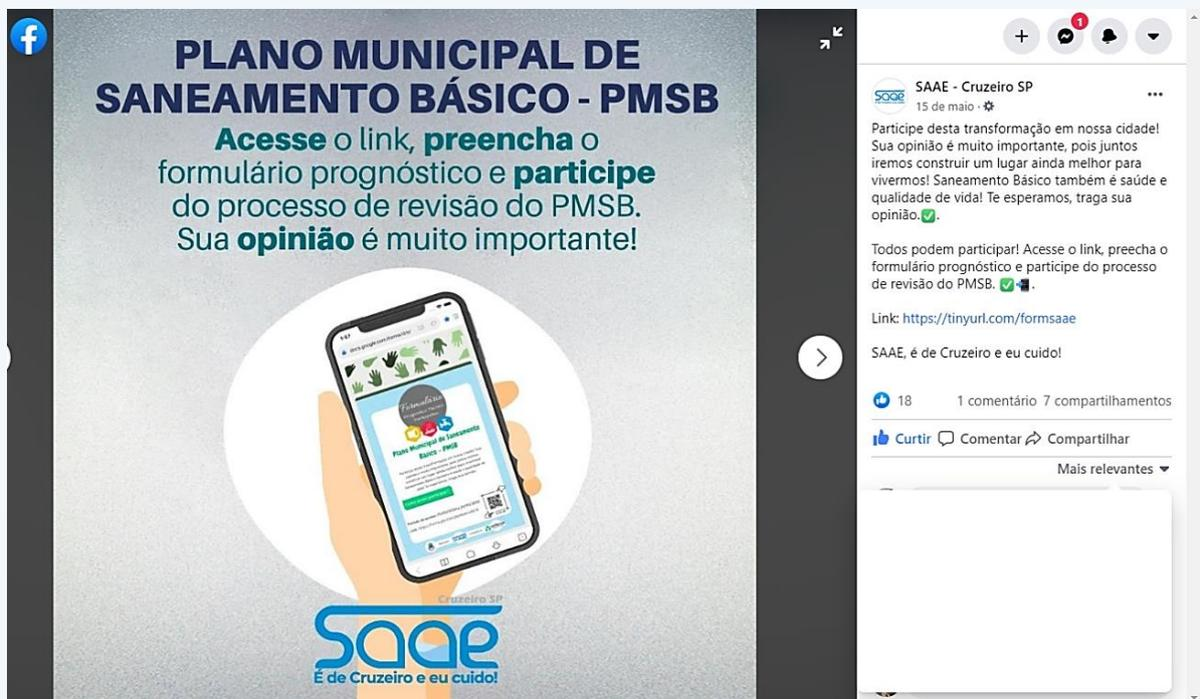 PLANO MUNICIPAL DE
SANEAMENTO BÁSICO - PMSB
Acesse o link, preencha o
formulário prognóstico e participe
do processo de revisão do PMSB.
Sua opinião é muito importante!
Formulário
Plano Municipal de Saneamento
Básico - PMSB
Cruzeiro SP
saae
É de Cruzeiro e eu cuido!
1
SAAE - Cruzeiro SP
15 de maio
Participe desta transformação em nossa cidade!
Sua opinião é muito importante, pois juntos
iremos construir um lugar ainda melhor para
vivermos! Saneamento Básico também é saúde e
qualidade de vida! Te esperamos, traga sua
opinião.✅.
Todos podem participar! Acesse o link, preecha o
formulário prognóstico e participe do processo
de revisão do PMSB. ✅📲.
Link: https://tinyurl.com/formsaae
SAAE, é de Cruzeiro e eu cuido!
18 1 comentário 7 compartilhamentos
Curtir Comentar Compartilhar
Mais relevantes